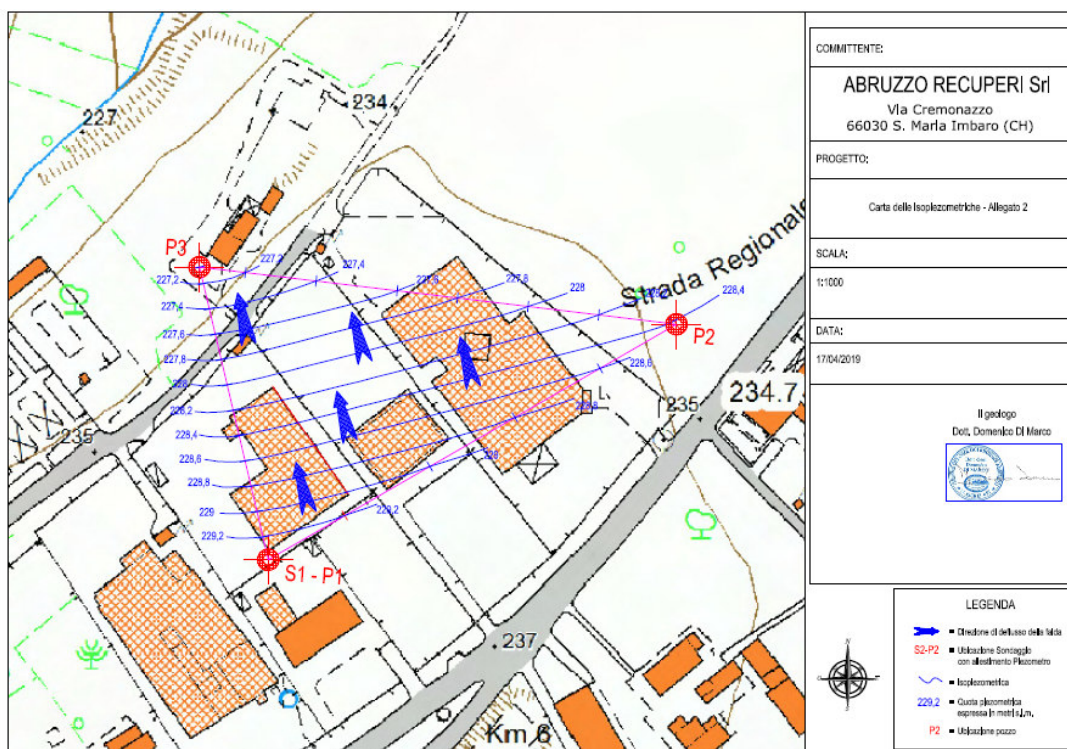 COMMITTENTE:
ABRUZZO RECUPERI Srl
Via Cremonazzo
66030 S. Maria Imbaro (CH)
PROGETTO:
Carta delle Isoplezometriche - Allegato 2
SCALA:
1:1000
DATA:
17/04/2019
Il geologo
Dott. Domenico Di Marco
LEGENDA
Direzione di deflusso della falda
S2-P2 = Ubicazione Sondaggio
con allestimento Piezometro
Isopiezometrica
229,2 = Quota piezometrica
espressa in metri s.l.m.
P2 = Ubicazione pozzo
227
234
P3
227,2
227,4
227,6
227,8
228
228,4
Strada Regionale
P2
227,2
227,4
227,6
227,8
228
228,2
228,4
228,6
228,8
229
229,2
228,6
229,2
234.7
235
235
S1 - P1
237
Km 6